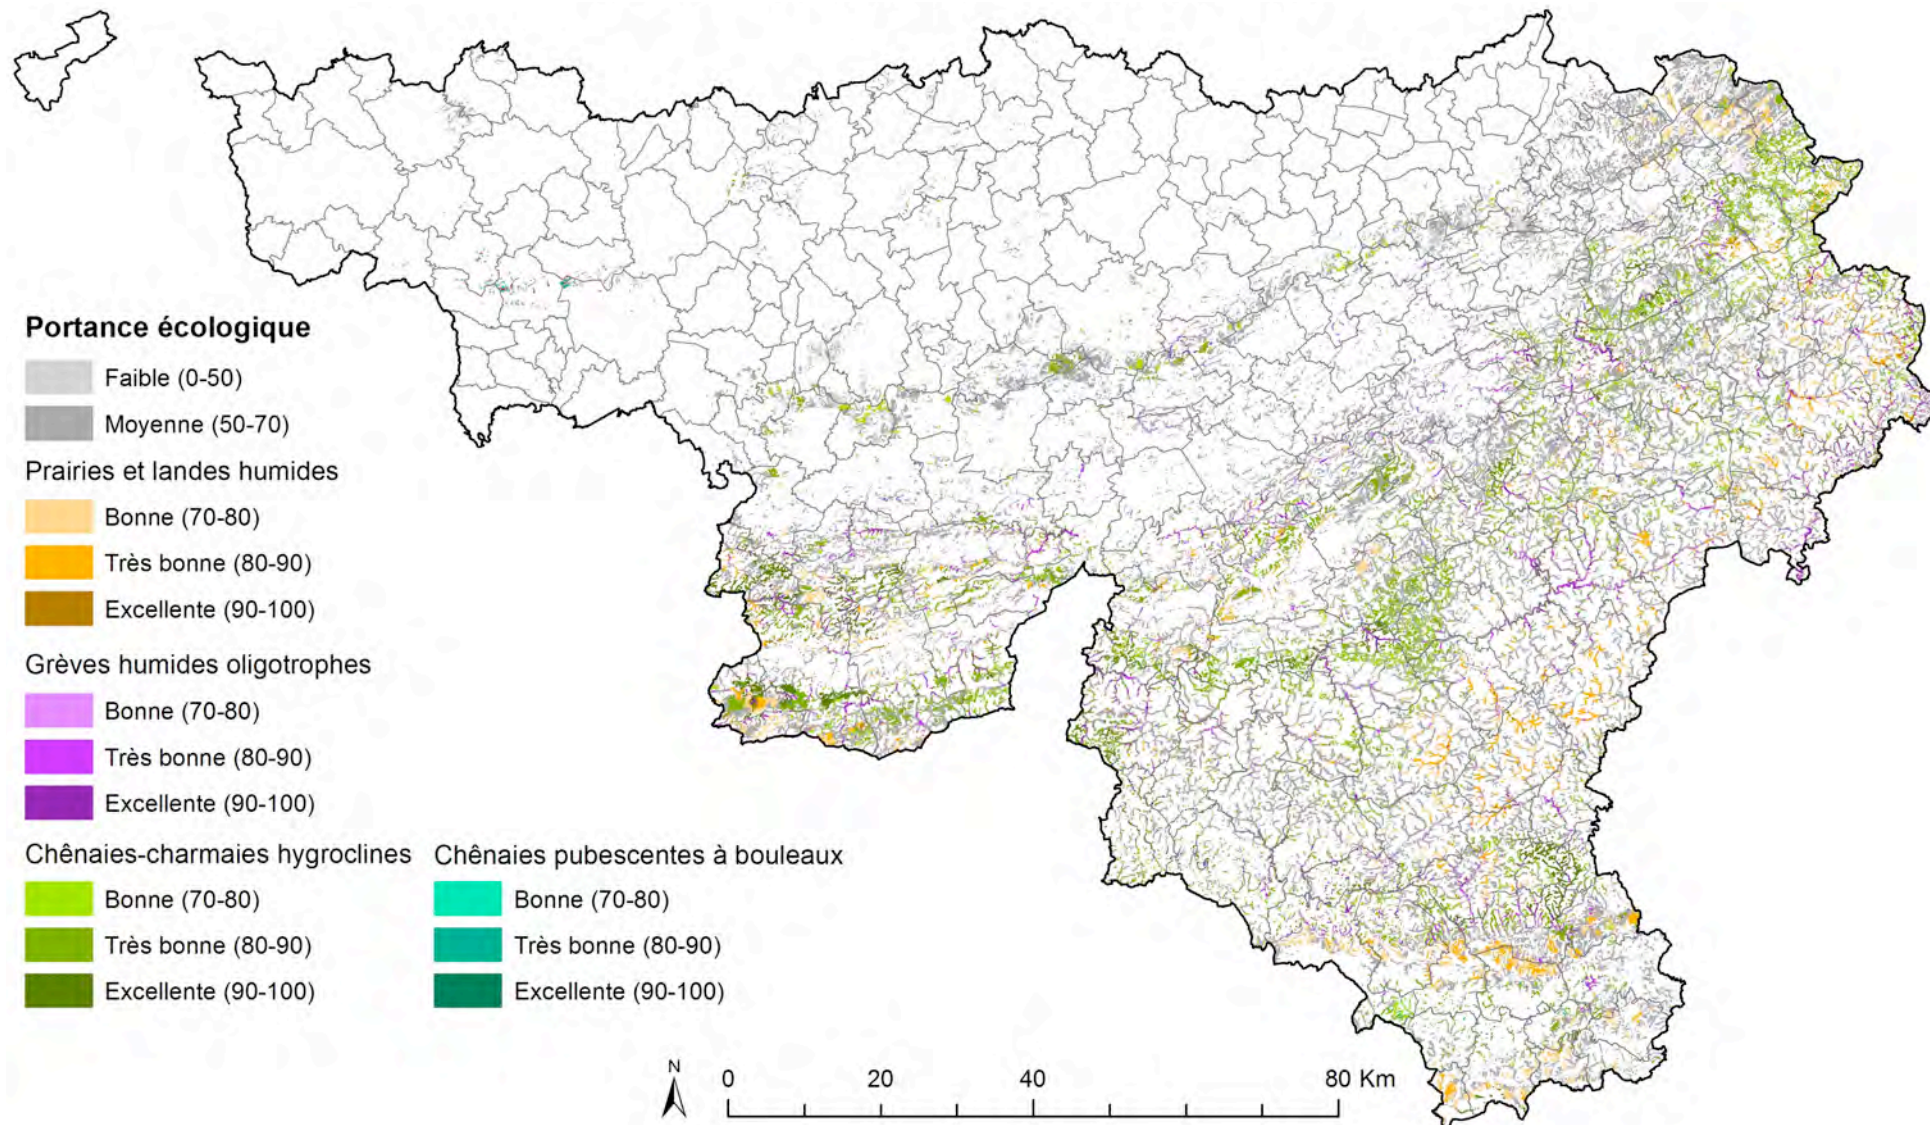 Portance écologique
Faible (0-50)
Moyenne (50-70)
Prairies et landes humides
Bonne (70-80)
Très bonne (80-90)
Excellente (90-100)
Grèves humides oligotrophes
Bonne (70-80)
Très bonne (80-90)
Excellente (90-100)
Chênaies-charmaies hygroclines
Bonne (70-80)
Très bonne (80-90)
Excellente (90-100)
Chênaies pubescentes à bouleaux
Bonne (70-80)
Très bonne (80-90)
Excellente (90-100)
N
0 20 40 80 Km